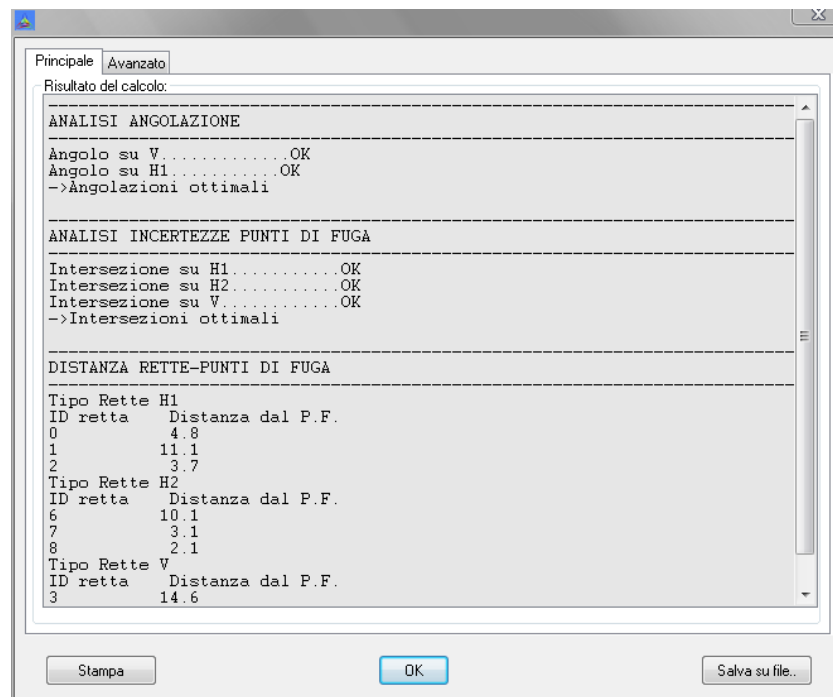 Principale Avanzato
Risultato del calcolo:
ANALISI ANGOLAZIONE
Angolo su V.............OK
Angolo su H1...........OK
->Angolazioni ottimali
ANALISI INCERTEZZE PUNTI DI FUGA
Intersezione su H1...........OK
Intersezione su H2...........OK
Intersezione su V............OK
->Intersezioni ottimali
DISTANZA RETTE-PUNTI DI FUGA
Tipo Rette H1
ID retta Distanza dal P.F.
0 4.8
1 11.1
2 3.7
Tipo Rette H2
ID retta Distanza dal P.F.
6 10.1
7 3.1
8 2.1
Tipo Rette V
ID retta Distanza dal P.F.
3 14.6
Stampa OK Salva su file..